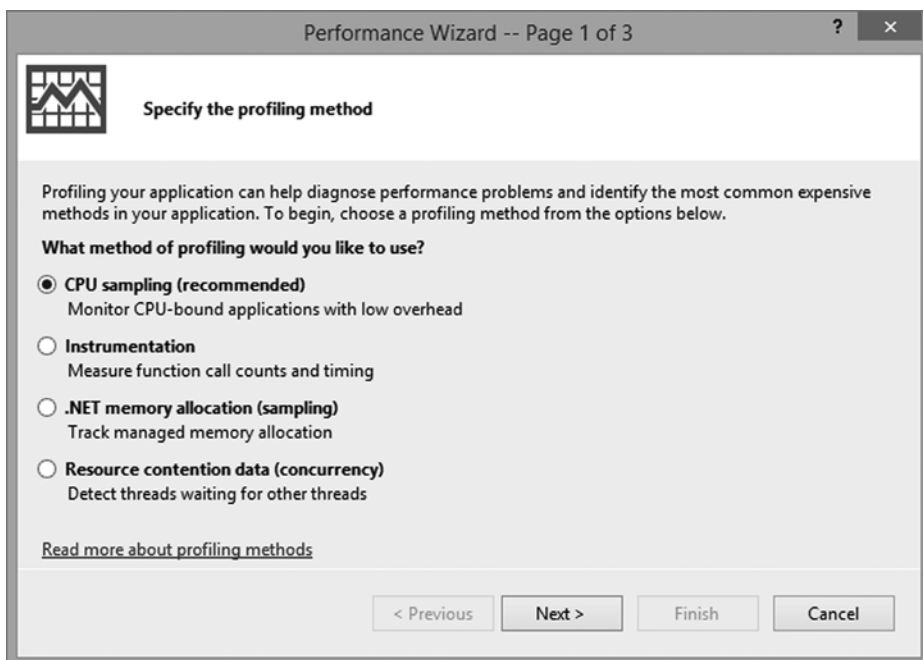 Performance Wizard -- Page 1 of 3
? ×
Specify the profiling method
Profiling your application can help diagnose performance problems and identify the most common expensive
methods in your application. To begin, choose a profiling method from the options below.
What method of profiling would you like to use?
CPU sampling (recommended)
Monitor CPU-bound applications with low overhead
Instrumentation
Measure function call counts and timing
.NET memory allocation (sampling)
Track managed memory allocation
Resource contention data (concurrency)
Detect threads waiting for other threads
Read more about profiling methods
< Previous Next > Finish Cancel